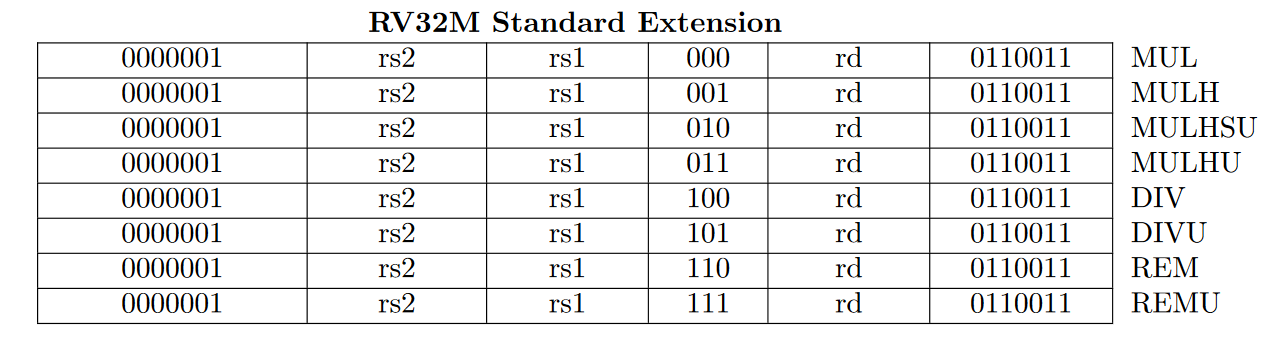 RV32M Standard Extension
0000001 rs2 rs1 000 rd 0110011 MUL
0000001 rs2 rs1 001 rd 0110011 MULH
0000001 rs2 rs1 010 rd 0110011 MULHSU
0000001 rs2 rs1 011 rd 0110011 MULHU
0000001 rs2 rs1 100 rd 0110011 DIV
0000001 rs2 rs1 101 rd 0110011 DIVU
0000001 rs2 rs1 110 rd 0110011 REM
0000001 rs2 rs1 111 rd 0110011 REMU